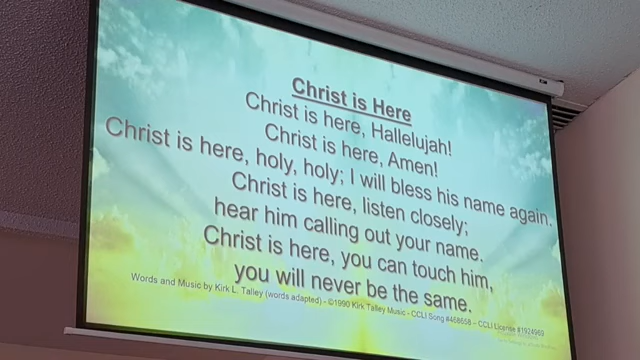 Christ is Here
Christ is here, Hallelujah!
Christ is here, Amen!
Christ is here, holy, holy; I will bless his name again.
Christ is here, listen closely;
hear him calling out your name.
Christ is here, you can touch him,
you will never be the same.
Words and Music by Kirk L. Talley (words adapted) - ©1990 Kirk Talley Music - CCLI Song #468658 – CCLI License #1924960